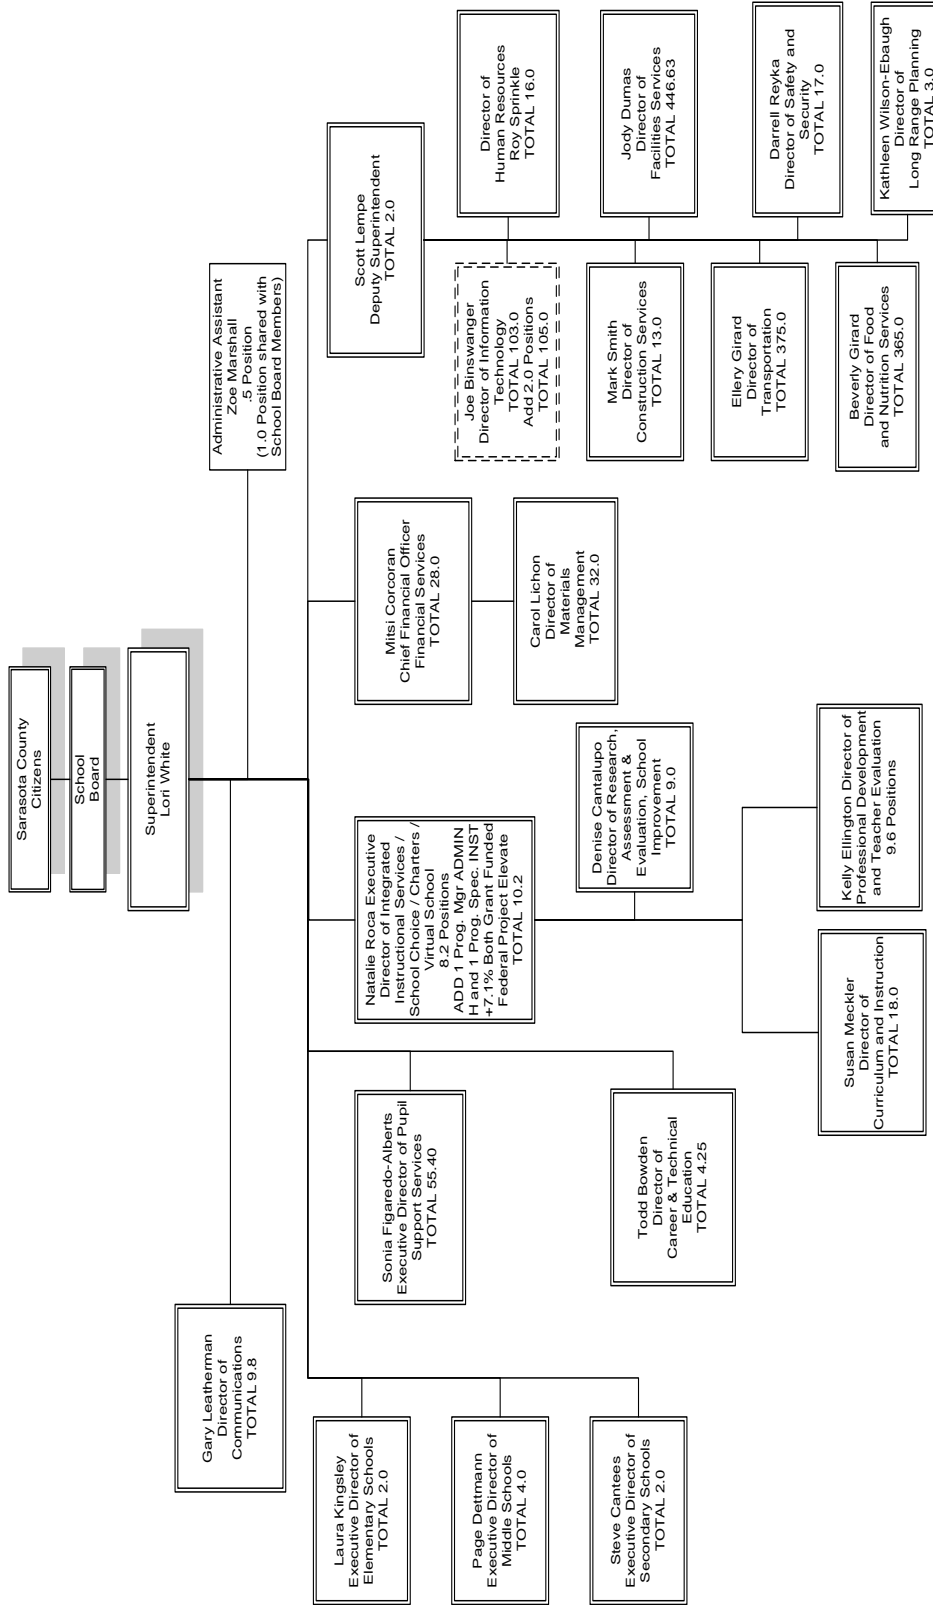 Sarasota County
Citizens
School
Board
Superintendent
Lori White
Administrative Assistant
Zoe Marshall
.5 Position
(1.0 Position shared with
School Board Members)
Gary Leatherman
Director of
Communications
TOTAL 9.8
Laura Kingsley
Executive Director of
Elementary Schools
TOTAL 2.0
Page Dettmann
Executive Director of
Middle Schools
TOTAL 4.0
Steve Cantees
Executive Director of
Secondary Schools
TOTAL 2.0
Sonia Figaredo-Alberts
Executive Director of Pupil
Support Services
TOTAL 55.40
Todd Bowden
Director of
Career & Technical
Education
TOTAL 4.25
Natalie Roca Executive
Director of Integrated
Instructional Services /
School Choice / Charters /
Virtual School
8.2 Positions
ADD 1 Prog. Mgr ADMIN
H and 1 Prog. Spec. INST
+7.1% Both Grant Funded
Federal Project Elevate
TOTAL 10.2
Denise Cantalupo
Director of Research,
Assessment &
Evaluation, School
Improvement
TOTAL 9.0
Susan Meckler
Director of
Curriculum and Instruction
TOTAL 18.0
Kelly Ellington Director of
Professional Development
and Teacher Evaluation
9.6 Positions
Mitsi Corcoran
Chief Financial Officer
Financial Services
TOTAL 28.0
Carol Lichon
Director of
Materials
Management
TOTAL 32.0
Scott Lempe
Deputy Superintendent
TOTAL 2.0
Joe Binswanger
Director of Information
Technology
TOTAL 103.0
Add 2.0 Positions
TOTAL 105.0
Director of
Human Resources
Roy Sprinkle
TOTAL 16.0
Mark Smith
Director of
Construction Services
TOTAL 13.0
Jody Dumas
Director of
Facilities Services
TOTAL 446.63
Ellery Girard
Director of
Transportation
TOTAL 375.0
Darrell Reyka
Director of Safety and
Security
TOTAL 17.0
Beverly Girard
Director of Food
and Nutrition Services
TOTAL 365.0
Kathleen Wilson-Ebaugh
Director of
Long Range Planning
TOTAL 3.0